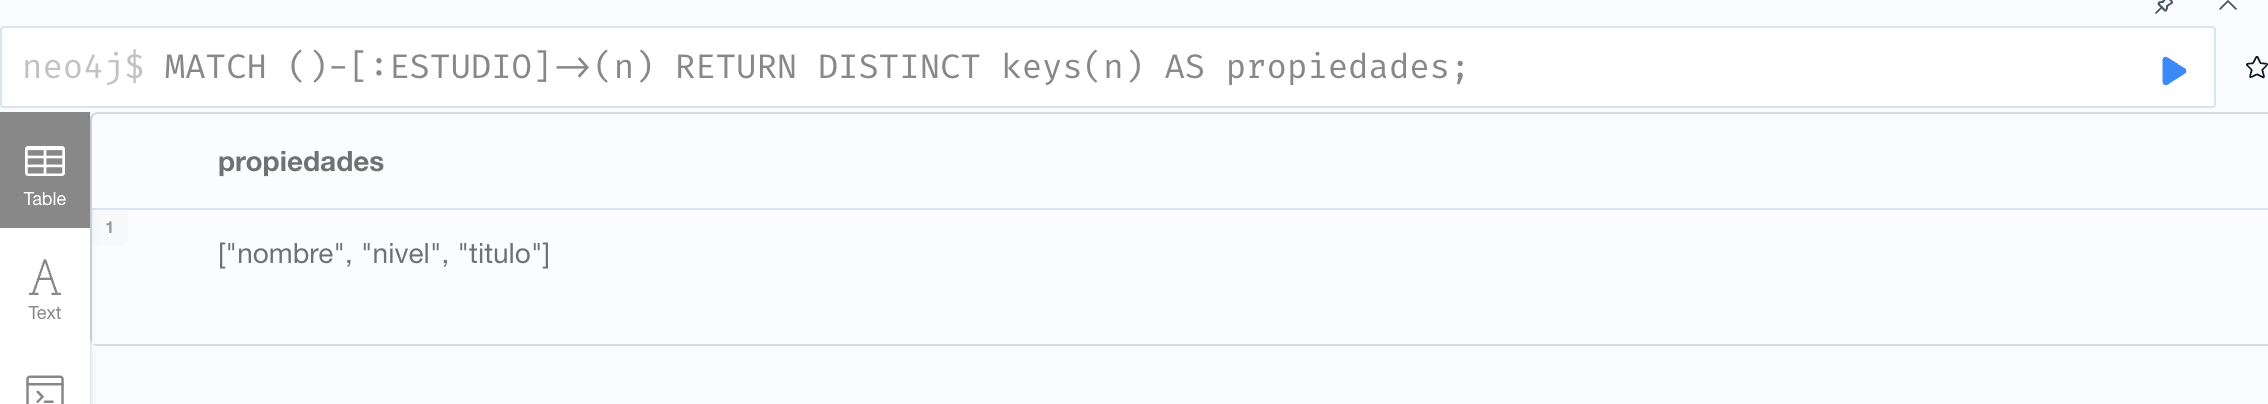 neo4j$ MATCH ()-[:ESTUDIO]->(n) RETURN DISTINCT keys(n) AS propiedades;
Table
propiedades
1
["nombre", "nivel", "titulo"]
Text